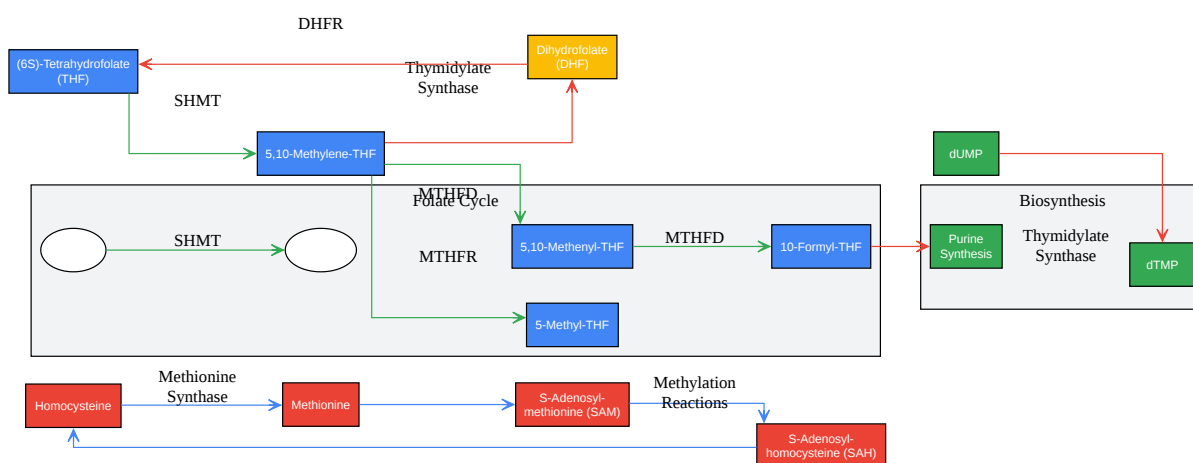 DHFR
(6S)-Tetrahydrofolate
(THF)
Dihydrofolate
(DHF)
Thymidylate
Synthase
SHMT
5,10-Methylene-THF
dUMP
MTHFD
Folate Cycle
Biosynthesis
SHMT
MTHFR
5,10-Methenyl-THF
MTHFD
10-Formyl-THF
Purine
Synthesis
Thymidylate
Synthase
dTMP
5-Methyl-THF
Homocysteine
Methionine
Synthase
Methionine
S-Adenosyl-
methionine (SAM)
Methylation
Reactions
S-Adenosyl-
homocysteine (SAH)